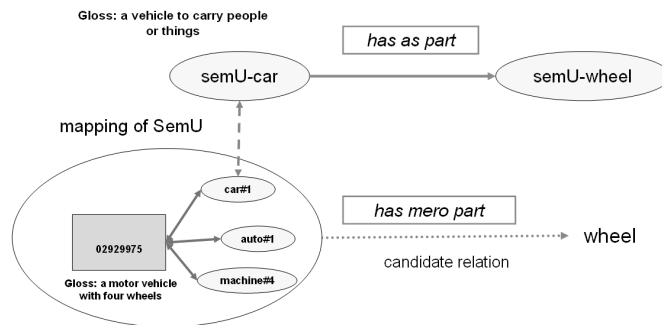 Gloss: a vehicle to carry people
or things
has as part
semU-car
semU-wheel
mapping of SemU
car#1
has mero part
02929975
auto#1
wheel
candidate relation
machine#4
Gloss: a motor vehicle
with four wheels